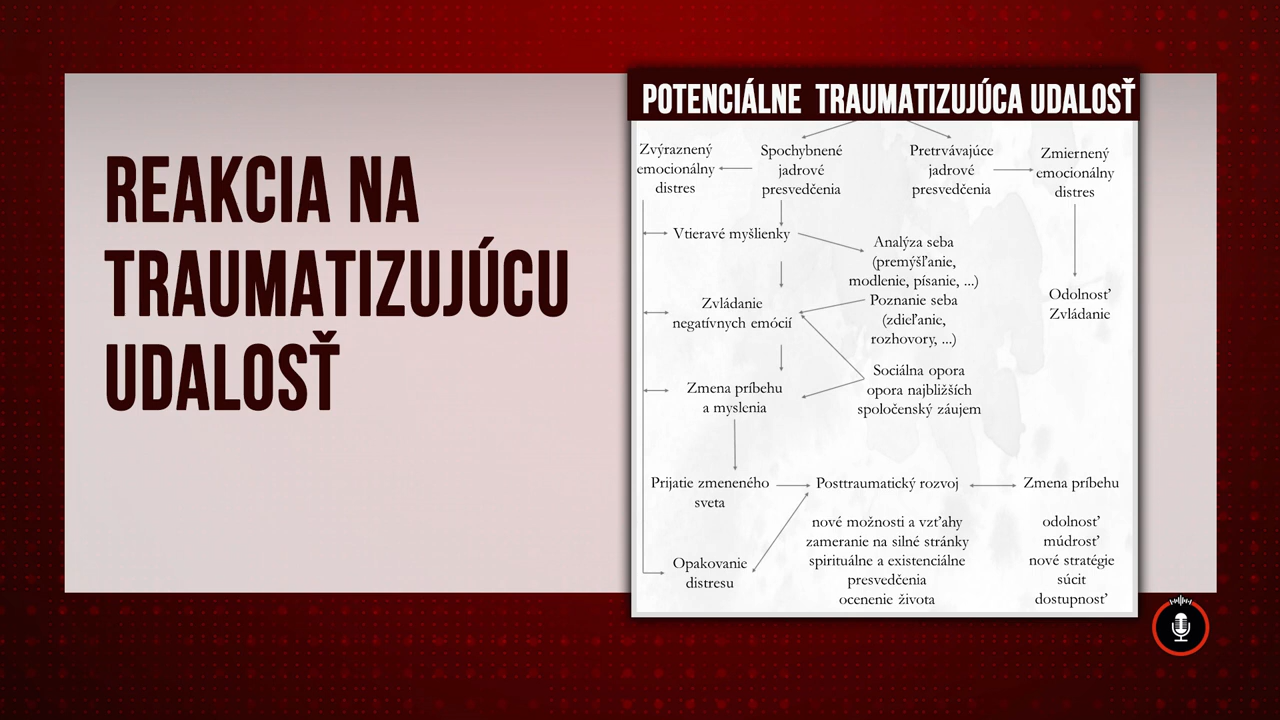 REAKCIA NA
TRAUMATIZUJÚCU
UDALOSŤ
POTENCIÁLNE TRAUMATIZUJÚCA UDALOSŤ
Zvýraznený
emocionálny
distres
Spochybnené
jadrové
presvedčenia
Pretrvávajúce
jadrové
presvedčenia
Zmiernený
emocionálny
distres
Vtieravé myšlienky
Analýza seba
(premýšľanie,
modlenie, písanie, ...)
Zvládanie
negatívnych emócií
Poznanie seba
(zdieľanie,
rozhovory, ...)
Odolnosť
Zvládanie
Zmena príbehu
a myslenia
Sociálna opora
opora najbližších
spoločenský záujem
Prijatie zmeneného
sveta
Posttraumatický rozvoj
Zmena príbehu
nové možnosti a vzťahy
zameranie na silné stránky
spirituálne a existenciálne
presvedčenia
ocenenie života
odolnosť
múdrosť
nové stratégie
súcit
dostupnosť
Opakovanie
distresu